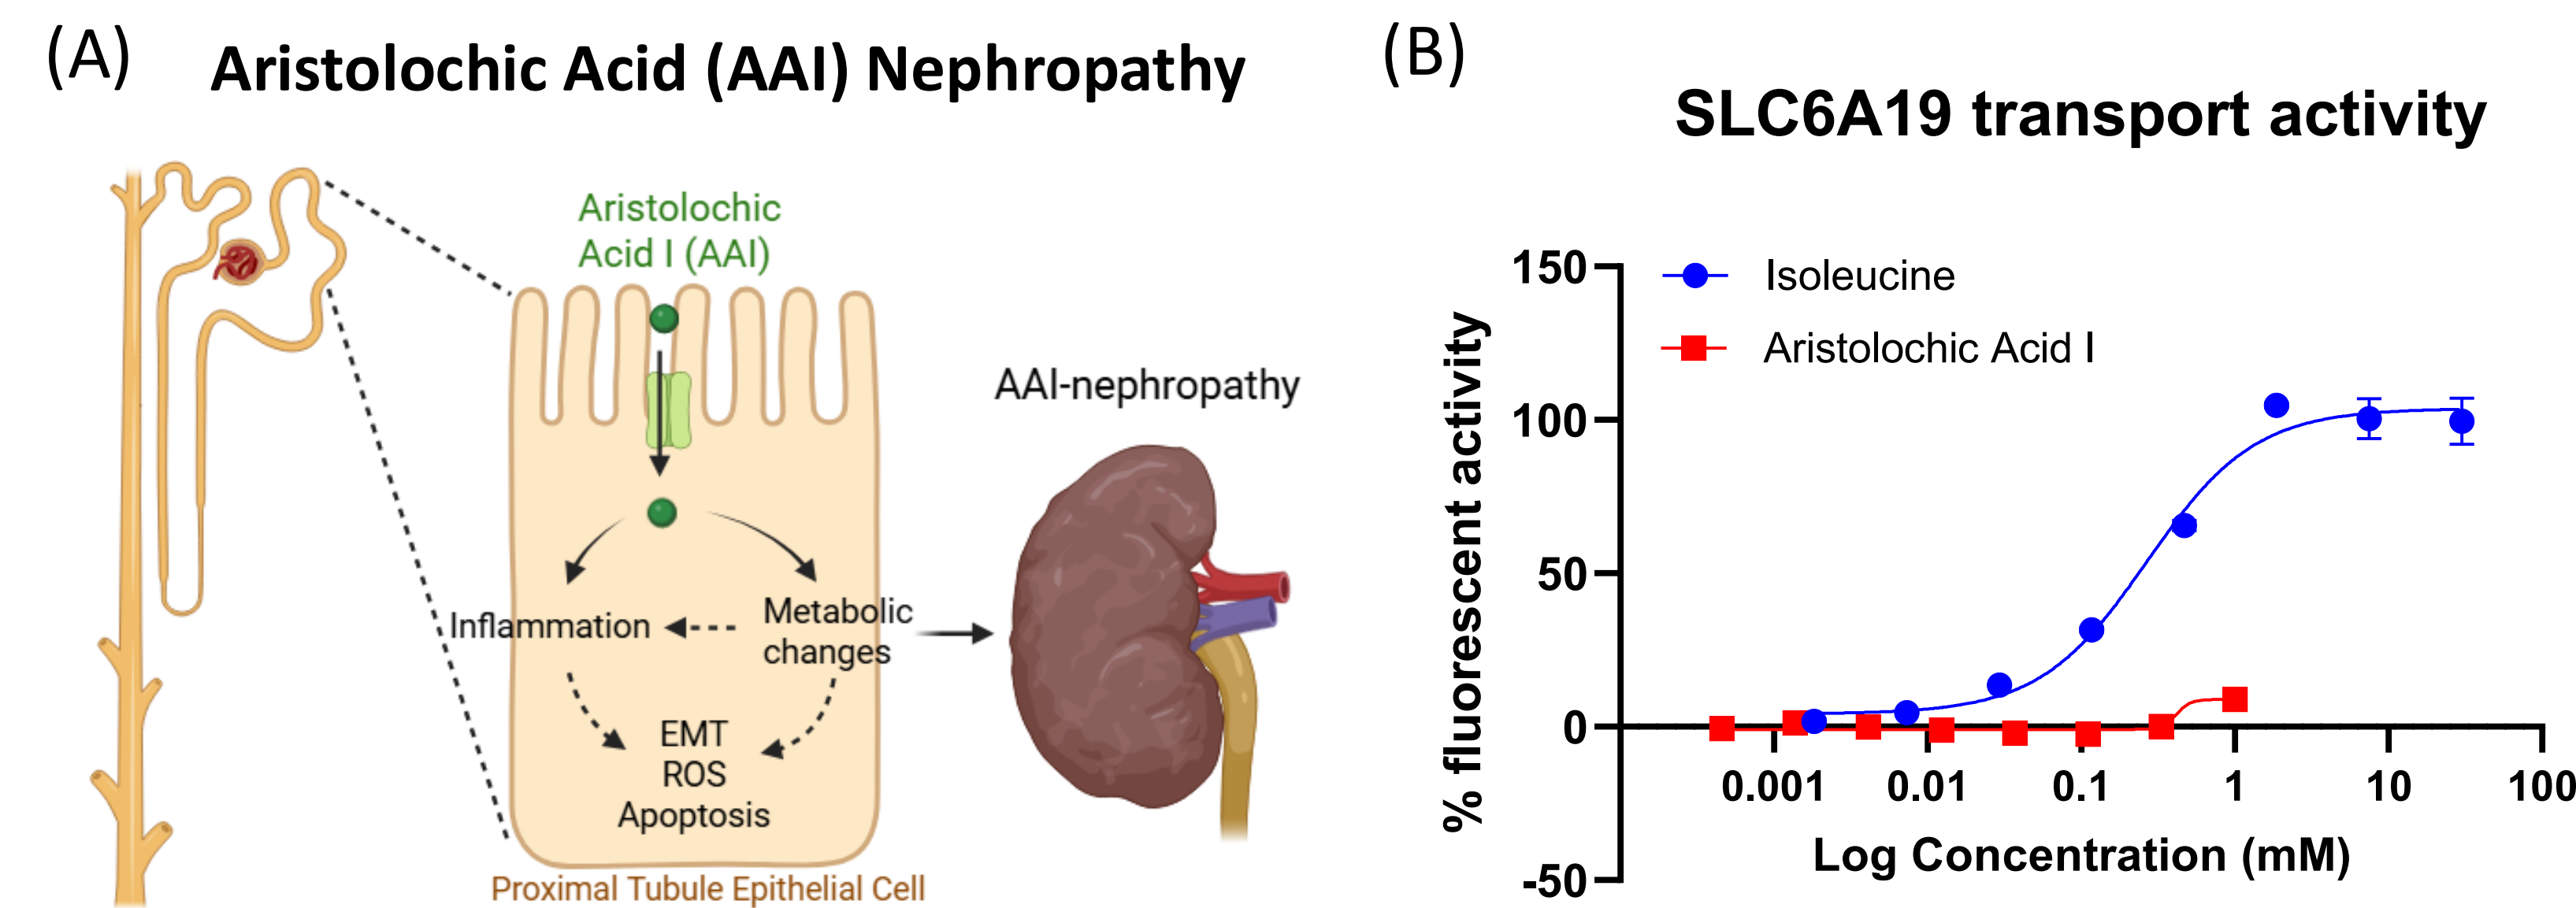 (A)
Aristolochic Acid (AAI) Nephropathy
Aristolochic
Acid I (AAI)
Inflammation
Metabolic
changes
EMT
ROS
Apoptosis
Proximal Tubule Epithelial Cell
AAI-nephropathy
(B)
SLC6A19 transport activity
Isoleucine
Aristolochic Acid I
% fluorescent activity
150
100
50
0
-50
0.001 0.01 0.1 1 10 100
Log Concentration (mM)